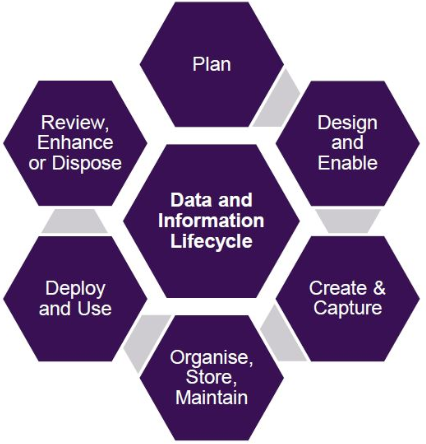 Plan
Design
and
Enable
Create &
Capture
Organise,
Store,
Maintain
Deploy
and Use
Review,
Enhance
or Dispose
Data and
Information
Lifecycle